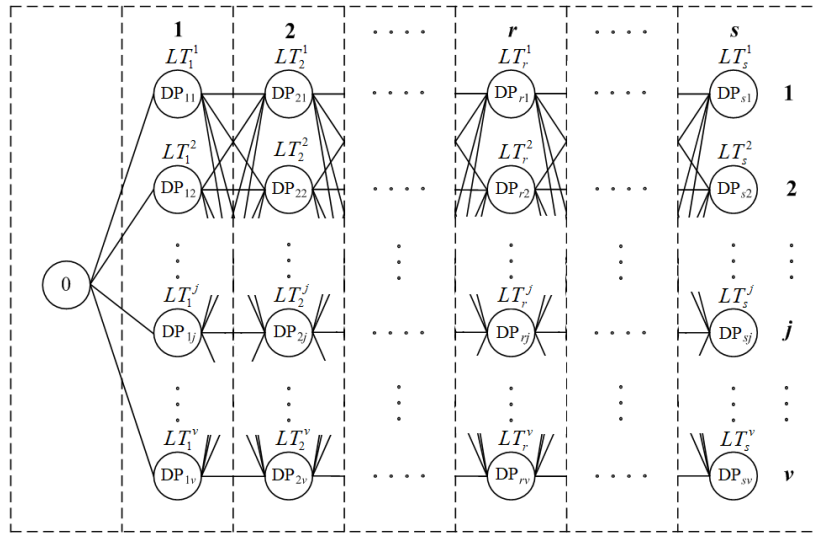 1 2 . . . . r . . . . s
LT₁¹ LT₂¹ LTᵣ¹ LTₛ¹
DP₁₁ DP₂₁ . . . . DPᵣ₁ . . . . DPₛ₁ 1
LT₁² LT₂² LTᵣ² LTₛ²
DP₁₂ DP₂₂ . . . . DPᵣ₂ . . . . DPₛ₂ 2
0
LT₁ʲ LT₂ʲ LTᵣʲ LTₛʲ
DP₁ⱼ DP₂ⱼ . . . . DPᵣⱼ . . . . DPₛⱼ j
LT₁ᵛ LT₂ᵛ LTᵣᵛ LTₛᵛ
DP₁ᵥ DP₂ᵥ . . . . DPᵣᵥ . . . . DPₛᵥ v